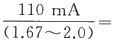 110 mA
(1.67~2.0) =